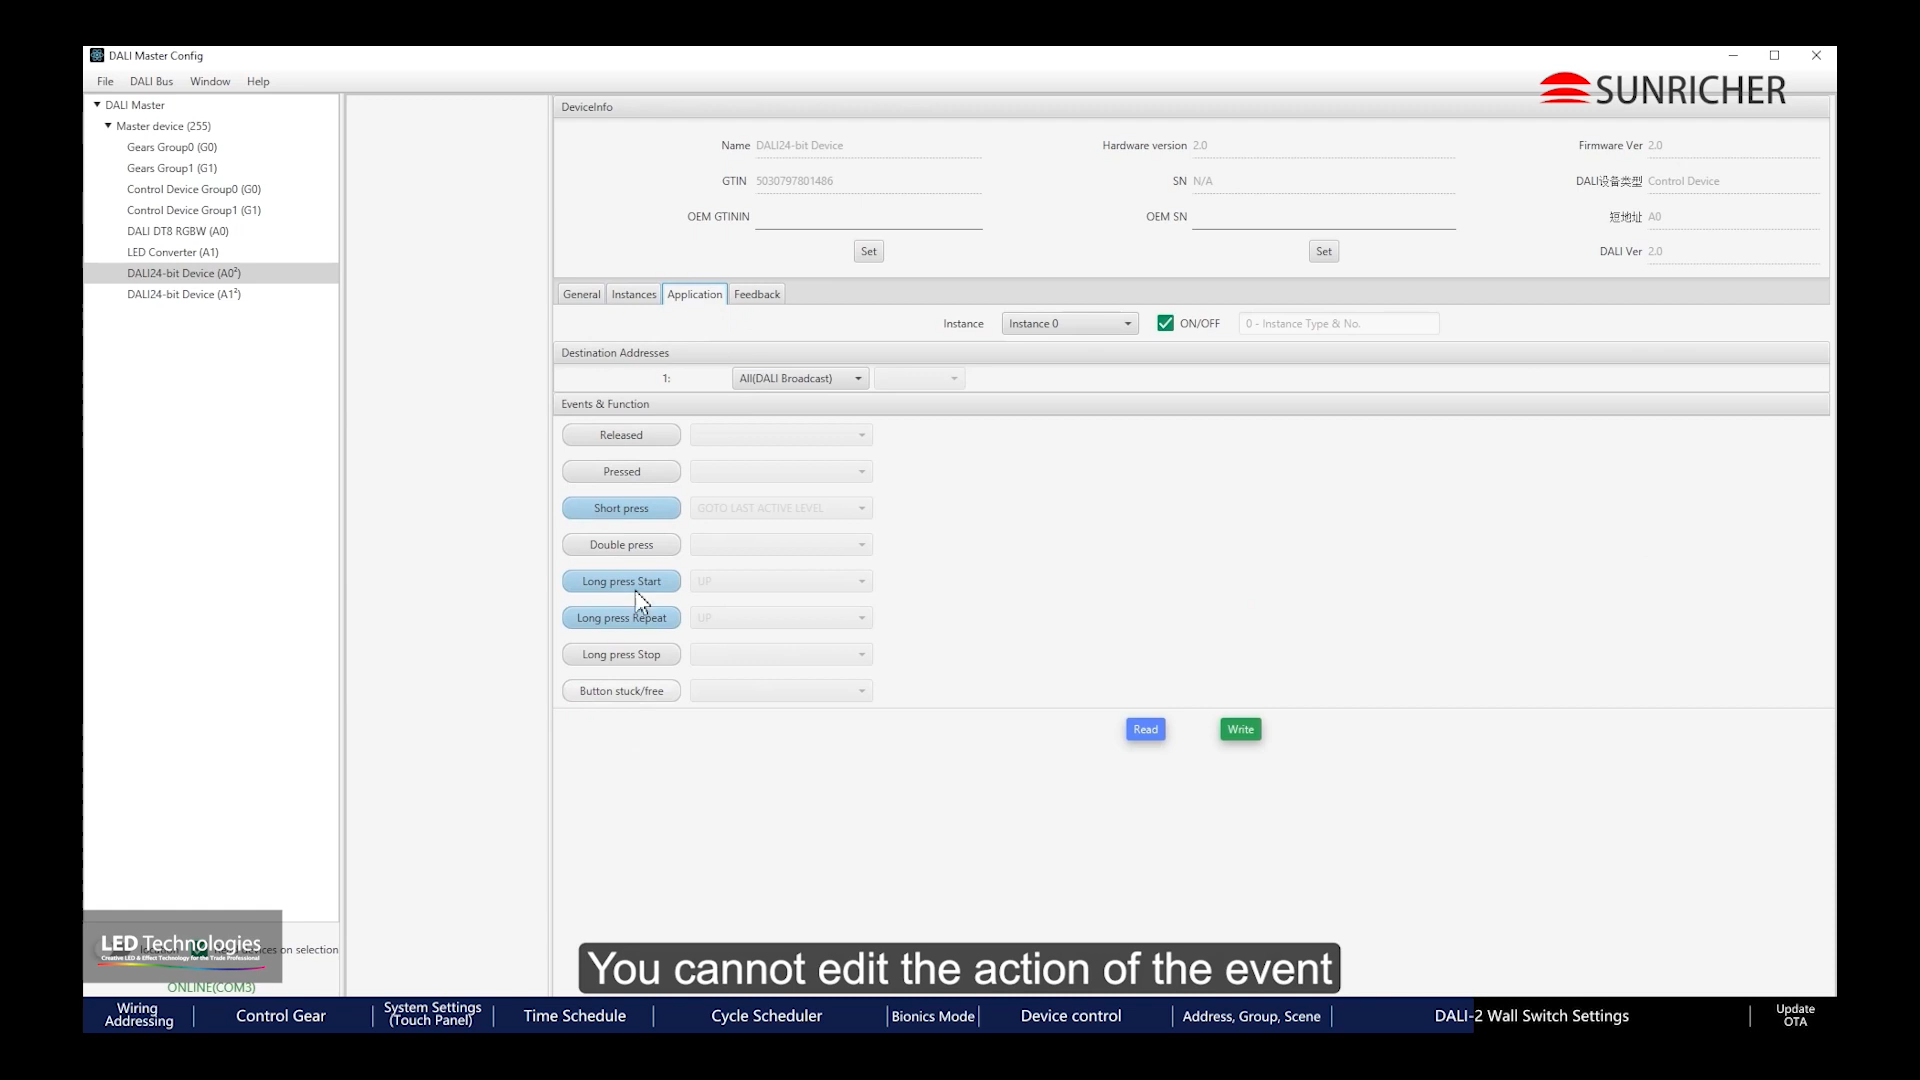 DALI Master Config
File DALI Bus Window Help
SUNRICHER
DALI Master
Master device (255)
Gears Group0 (G0)
Gears Group1 (G1)
Control Device Group0 (G0)
Control Device Group1 (G1)
DALI DT8 RGBW (A0)
LED Converter (A1)
DALI24-bit Device (A0²)
DALI24-bit Device (A1²)
DeviceInfo
Name DALI24-bit Device Hardware version 2.0 Firmware Ver 2.0
GTIN 5030797801486 SN N/A DALI设备类型 Control Device
OEM GTININ OEM SN 短地址 A0
Set Set DALI Ver 2.0
General Instances Application Feedback
Instance Instance 0 ON/OFF 0 - Instance Type & No.
Destination Addresses
1: All(DALI Broadcast)
Events & Function
Released
Pressed
Short press GOTO LAST ACTIVE LEVEL
Double press
Long press Start UP
Long press Repeat UP
Long press Stop
Button stuck/free
Read Write
LED Technologies
Creative LED & Effect Technology for the Trade Professional
on selection
ONLINE(COM3)
You cannot edit the action of the event
Wiring Addressing Control Gear System Settings (Touch Panel) Time Schedule Cycle Scheduler Bionics Mode Device control Address, Group, Scene DALI-2 Wall Switch Settings Update OTA